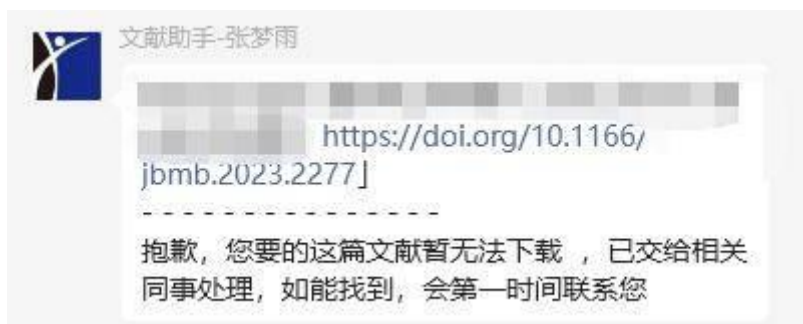 文献助手-张梦雨
https://doi.org/10.1166/
jbmb.2023.2277」
- - - - - - - - - - - - - - -
抱歉，您要的这篇文献暂无法下载 ，已交给相关
同事处理，如能找到，会第一时间联系您